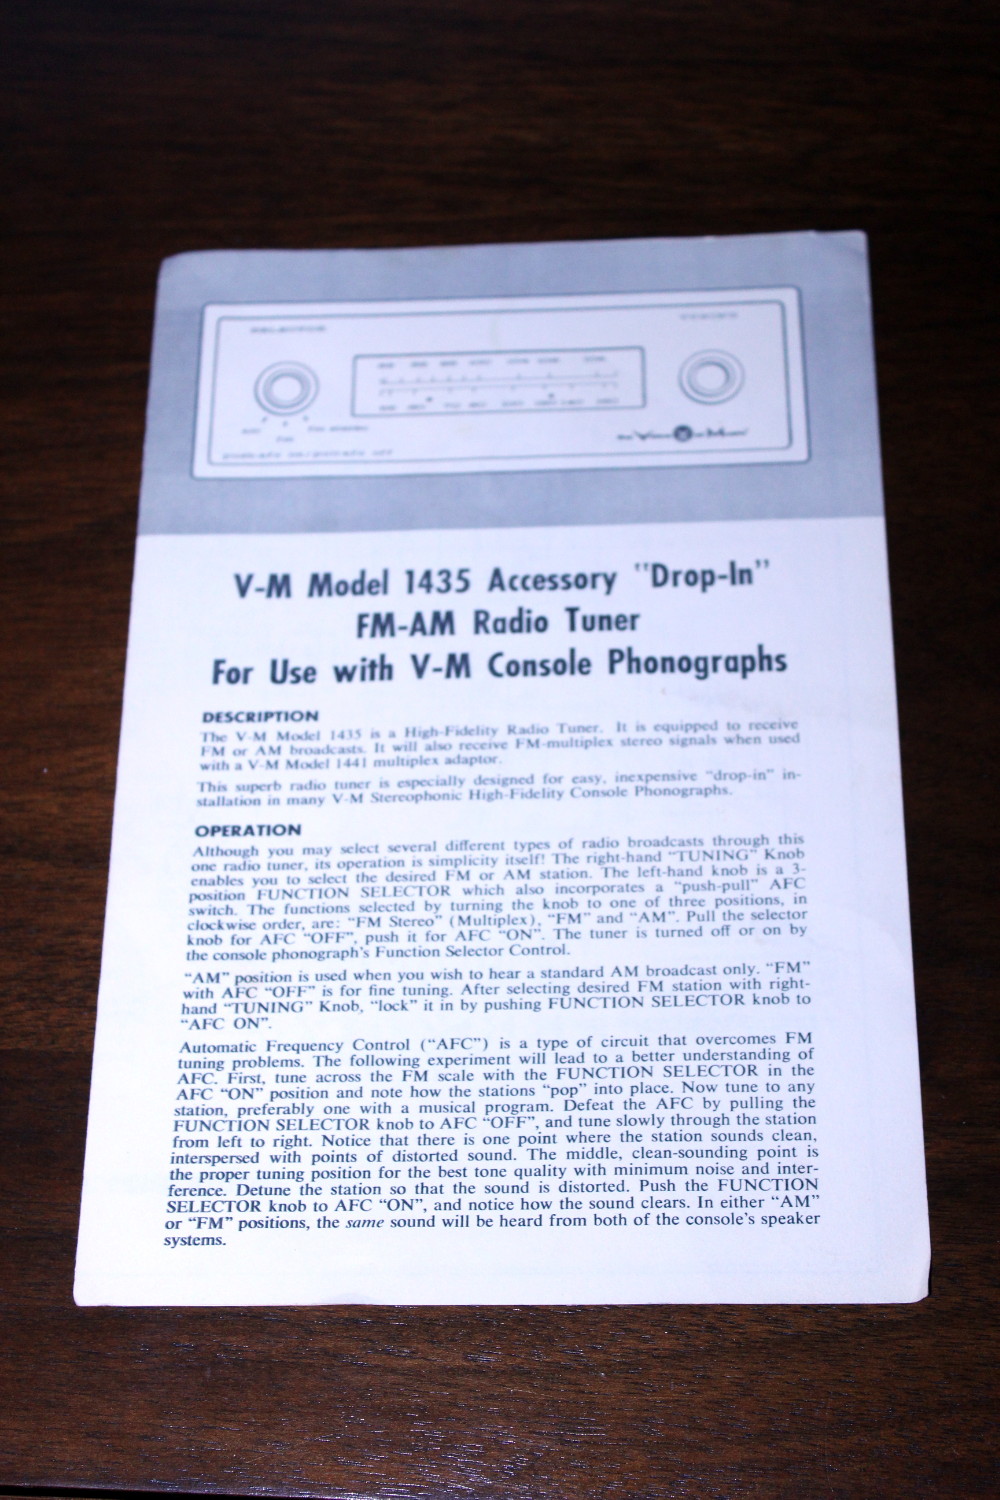 SELECTOR
TUNING
AM
FM
FM STEREO
the Voice of Music
V-M Model 1435 Accessory "Drop-In"
FM-AM Radio Tuner
For Use with V-M Console Phonographs
DESCRIPTION
The V-M Model 1435 is a High-Fidelity Radio Tuner. It is equipped to receive
FM or AM broadcasts. It will also receive FM-multiplex stereo signals when used
with a V-M Model 1441 multiplex adaptor.
This superb radio tuner is especially designed for easy, inexpensive "drop-in" in-
stallation in many V-M Stereophonic High-Fidelity Console Phonographs.
OPERATION
Although you may select several different types of radio broadcasts through this
one radio tuner, its operation is simplicity itself! The right-hand "TUNING" Knob
enables you to select the desired FM or AM station. The left-hand knob is a 3-
position FUNCTION SELECTOR which also incorporates a "push-pull" AFC
switch. The functions selected by turning the knob to one of three positions, in
clockwise order, are: "FM Stereo" (Multiplex), "FM" and "AM". Pull the selector
knob for AFC "OFF", push it for AFC "ON". The tuner is turned off or on by
the console phonograph's Function Selector Control.
"AM" position is used when you wish to hear a standard AM broadcast only. "FM"
with AFC "OFF" is for fine tuning. After selecting desired FM station with right-
hand "TUNING" Knob, "lock" it in by pushing FUNCTION SELECTOR knob to
"AFC ON".
Automatic Frequency Control ("AFC") is a type of circuit that overcomes FM
tuning problems. The following experiment will lead to a better understanding of
AFC. First, tune across the FM scale with the FUNCTION SELECTOR in the
AFC "ON" position and note how the stations "pop" into place. Now tune to any
station, preferably one with a musical program. Defeat the AFC by pulling the
FUNCTION SELECTOR knob to AFC "OFF", and tune slowly through the station
from left to right. Notice that there is one point where the station sounds clean,
interspersed with points of distorted sound. The middle, clean-sounding point is
the proper tuning position for the best tone quality with minimum noise and inter-
ference. Detune the station so that the sound is distorted. Push the FUNCTION
SELECTOR knob to AFC "ON", and notice how the sound clears. In either "AM"
or "FM" positions, the same sound will be heard from both of the console's speaker
systems.